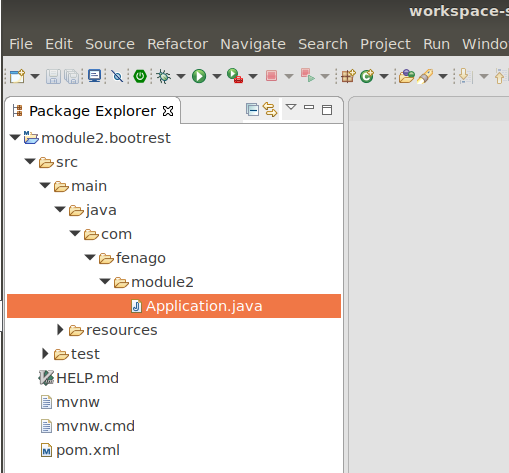 workspace-s
File Edit Source Refactor Navigate Search Project Run Windo
Package Explorer
module2.bootrest
src
main
java
com
fenago
module2
Application.java
resources
test
HELP.md
mvnw
mvnw.cmd
pom.xml